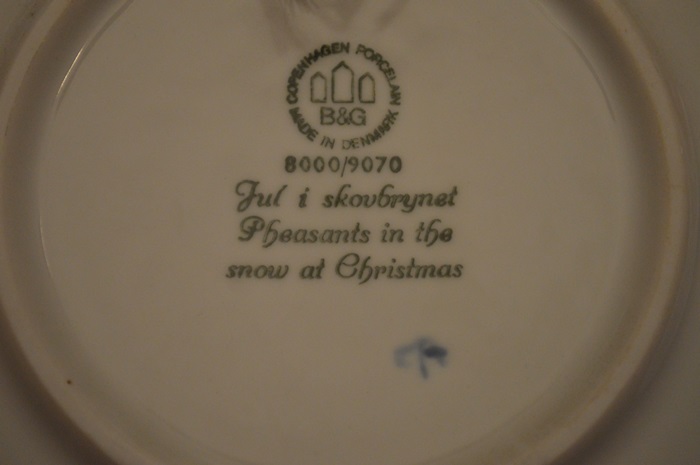 COPENHAGEN PORCELAIN
B&G
MADE IN DENMARK
8000/9070
Jul i skovbrynet
Pheasants in the
snow at Christmas